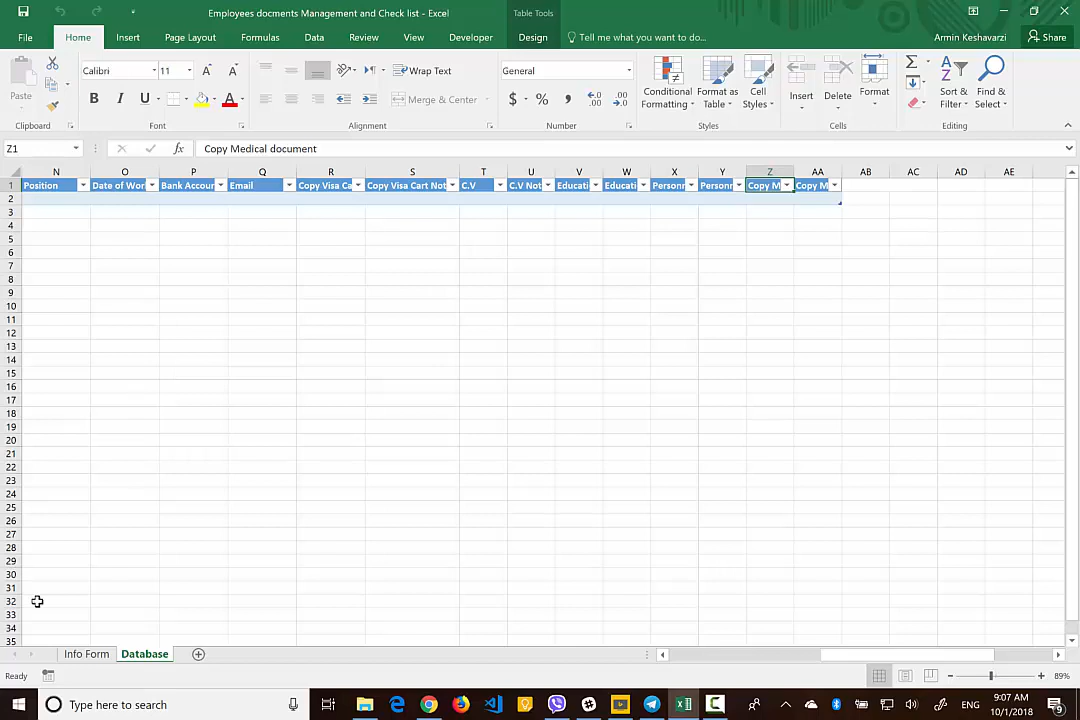 Employees docments Management and Check list - Excel
Table Tools
File
Home
Insert
Page Layout
Formulas
Data
Review
View
Developer
Design
Tell me what you want to do...
Armin Keshavarzi
Share
Paste
Calibri
11
Wrap Text
Merge & Center
General
Conditional Formatting
Format as Table
Cell Styles
Insert
Delete
Format
Sort & Filter
Find & Select
Clipboard
Font
Alignment
Number
Styles
Cells
Editing
Z1
Copy Medical document
N O P Q R S T U V W X Y Z AA AB AC AD AE
1 Position Date of Wor Bank Accour Email Copy Visa Ca Copy Visa Cart Not C.V C.V Not Educati Educati Personr Personr Copy M Copy M
2
3
4
5
6
7
8
9
10
11
12
13
14
15
16
17
18
19
20
21
22
23
24
25
26
27
28
29
30
31
32
33
34
35
Info Form
Database
Ready
89%
Type here to search
ENG
9:07 AM
10/1/2018
9